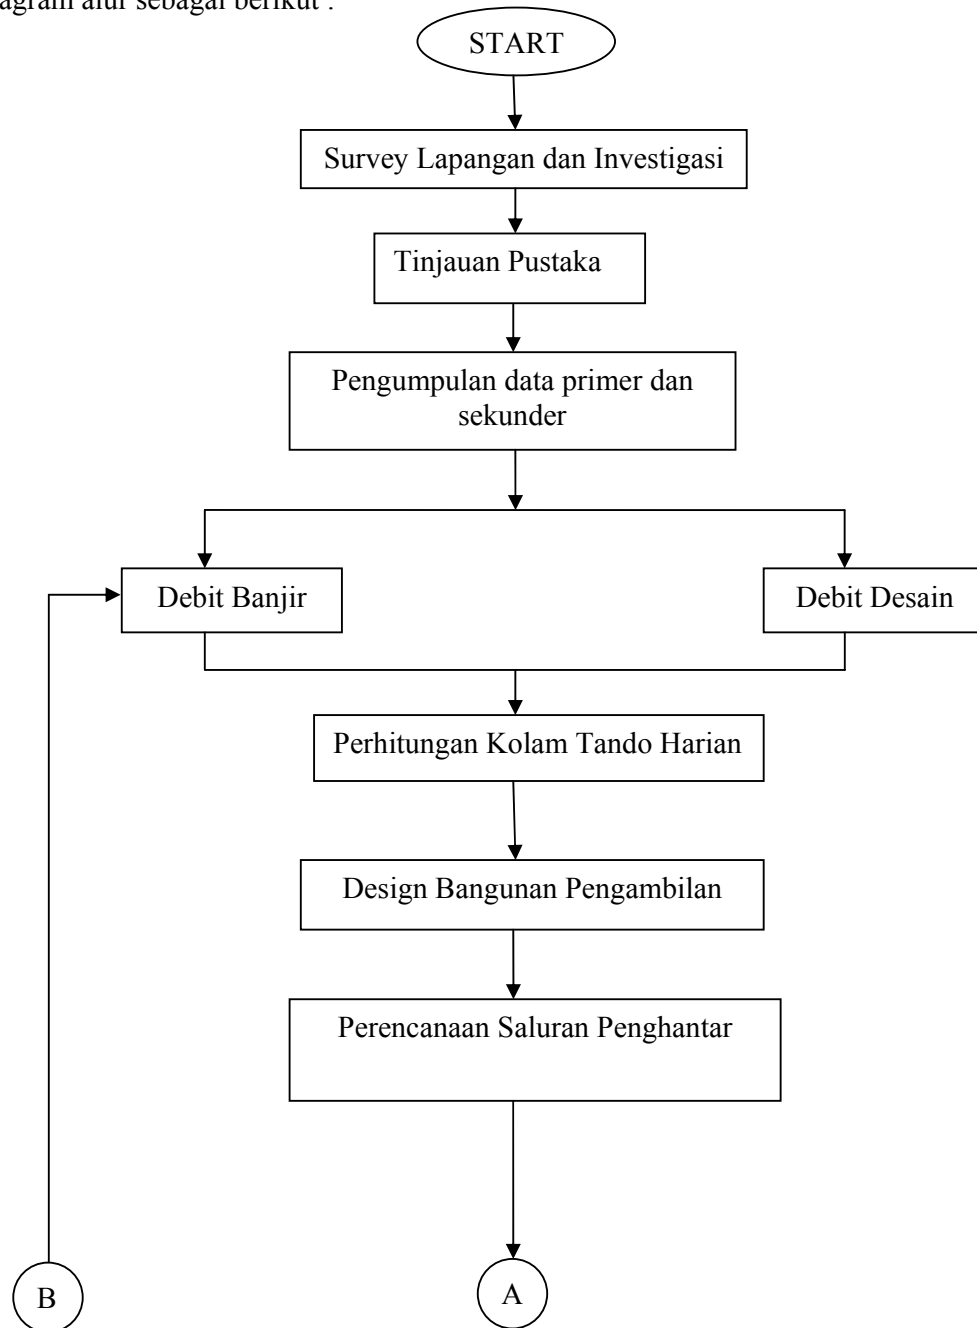 alur sebagai berikut :
START
Survey Lapangan dan Investigasi
Tinjauan Pustaka
Pengumpulan data primer dan
sekunder
Debit Banjir
Debit Desain
Perhitungan Kolam Tando Harian
Design Bangunan Pengambilan
Perencanaan Saluran Penghantar
B
A